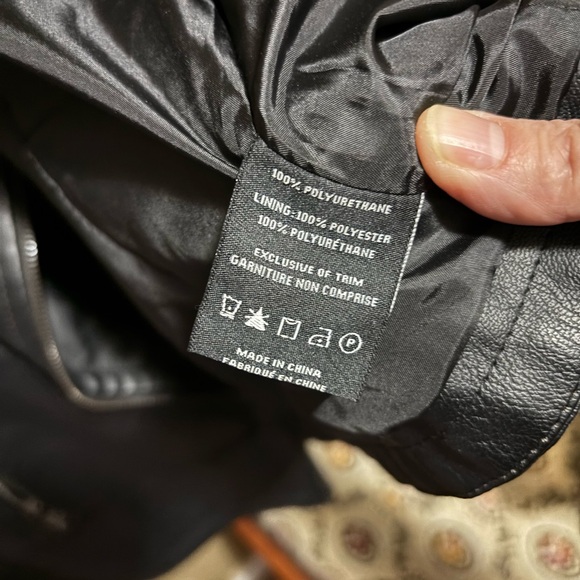 100% POLYURETHANE
LINING:100% POLYESTER
100% POLYURÉTHANE
EXCLUSIVE OF TRIM
GARNITURE NON COMPRISE
P
MADE IN CHINA
FABRIQUÉ EN CHINE